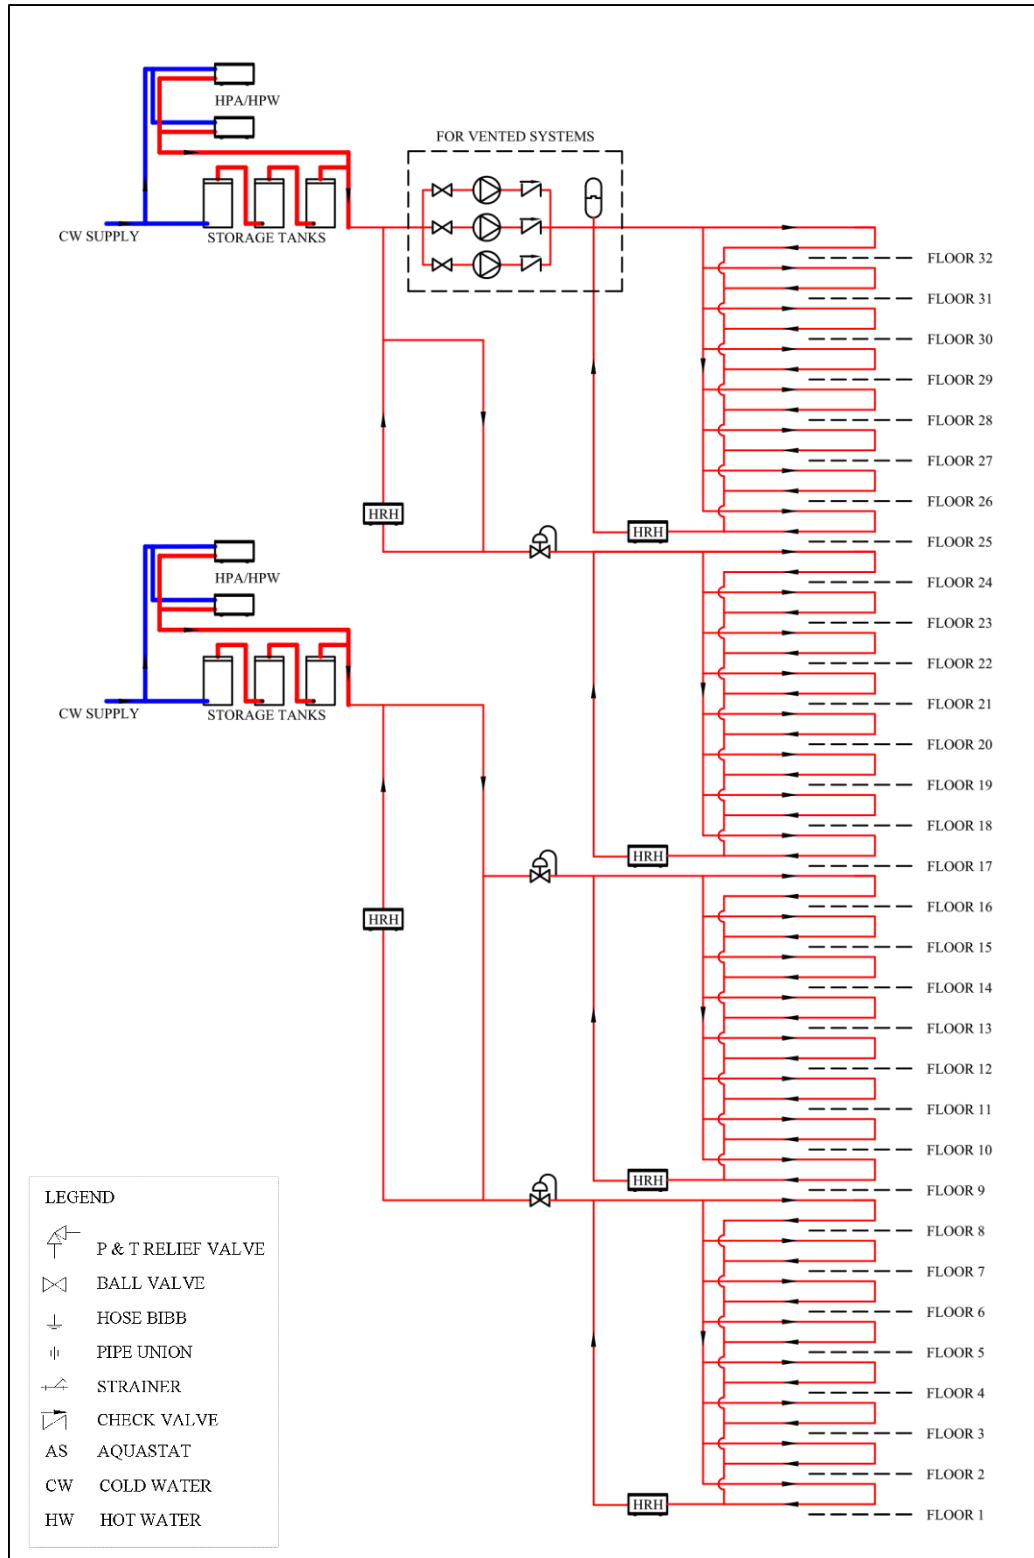 FOR VENTED SYSTEMS
HPA/HPW
CW SUPPLY
STORAGE TANKS
FLOOR 32
FLOOR 31
FLOOR 30
FLOOR 29
FLOOR 28
FLOOR 27
FLOOR 26
HRH
HRH
FLOOR 25
HPA/HPW
FLOOR 24
FLOOR 23
FLOOR 22
CW SUPPLY
STORAGE TANKS
FLOOR 21
FLOOR 20
FLOOR 19
FLOOR 18
HRH
FLOOR 17
FLOOR 16
HRH
FLOOR 15
FLOOR 14
FLOOR 13
FLOOR 12
FLOOR 11
FLOOR 10
HRH
FLOOR 9
FLOOR 8
FLOOR 7
FLOOR 6
FLOOR 5
FLOOR 4
FLOOR 3
FLOOR 2
HRH
FLOOR 1
LEGEND
P & T RELIEF VALVE
BALL VALVE
HOSE BIBB
PIPE UNION
STRAINER
CHECK VALVE
AS AQUASTAT
CW COLD WATER
HW HOT WATER